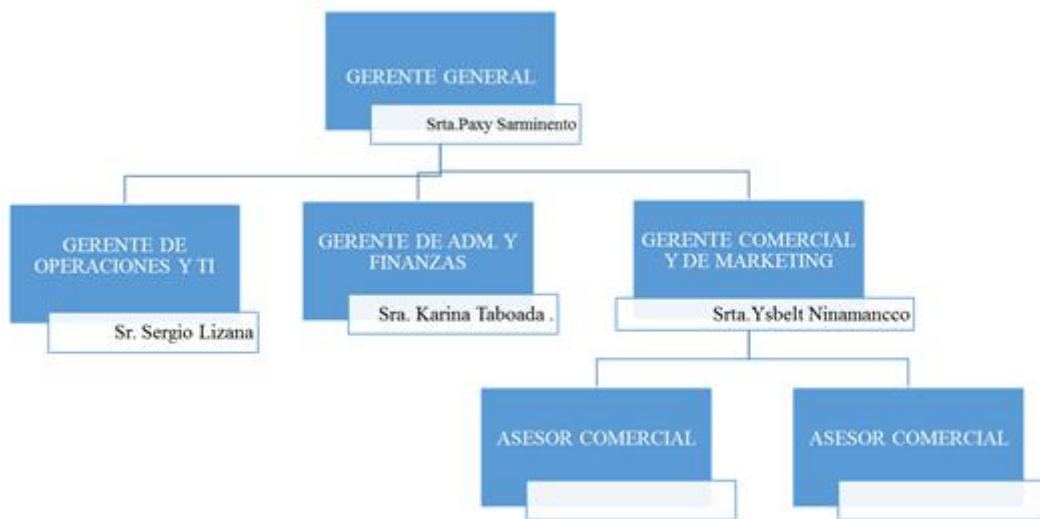 GERENTE GENERAL
Srta.Paxy Sarminento
GERENTE DE
OPERACIONES Y TI
Sr. Sergio Lizana
GERENTE DE ADM. Y
FINANZAS
Sra. Karina Taboada .
GERENTE COMERCIAL
Y DE MARKETING
Srta.Ysbelt Ninamancco
ASESOR COMERCIAL
ASESOR COMERCIAL